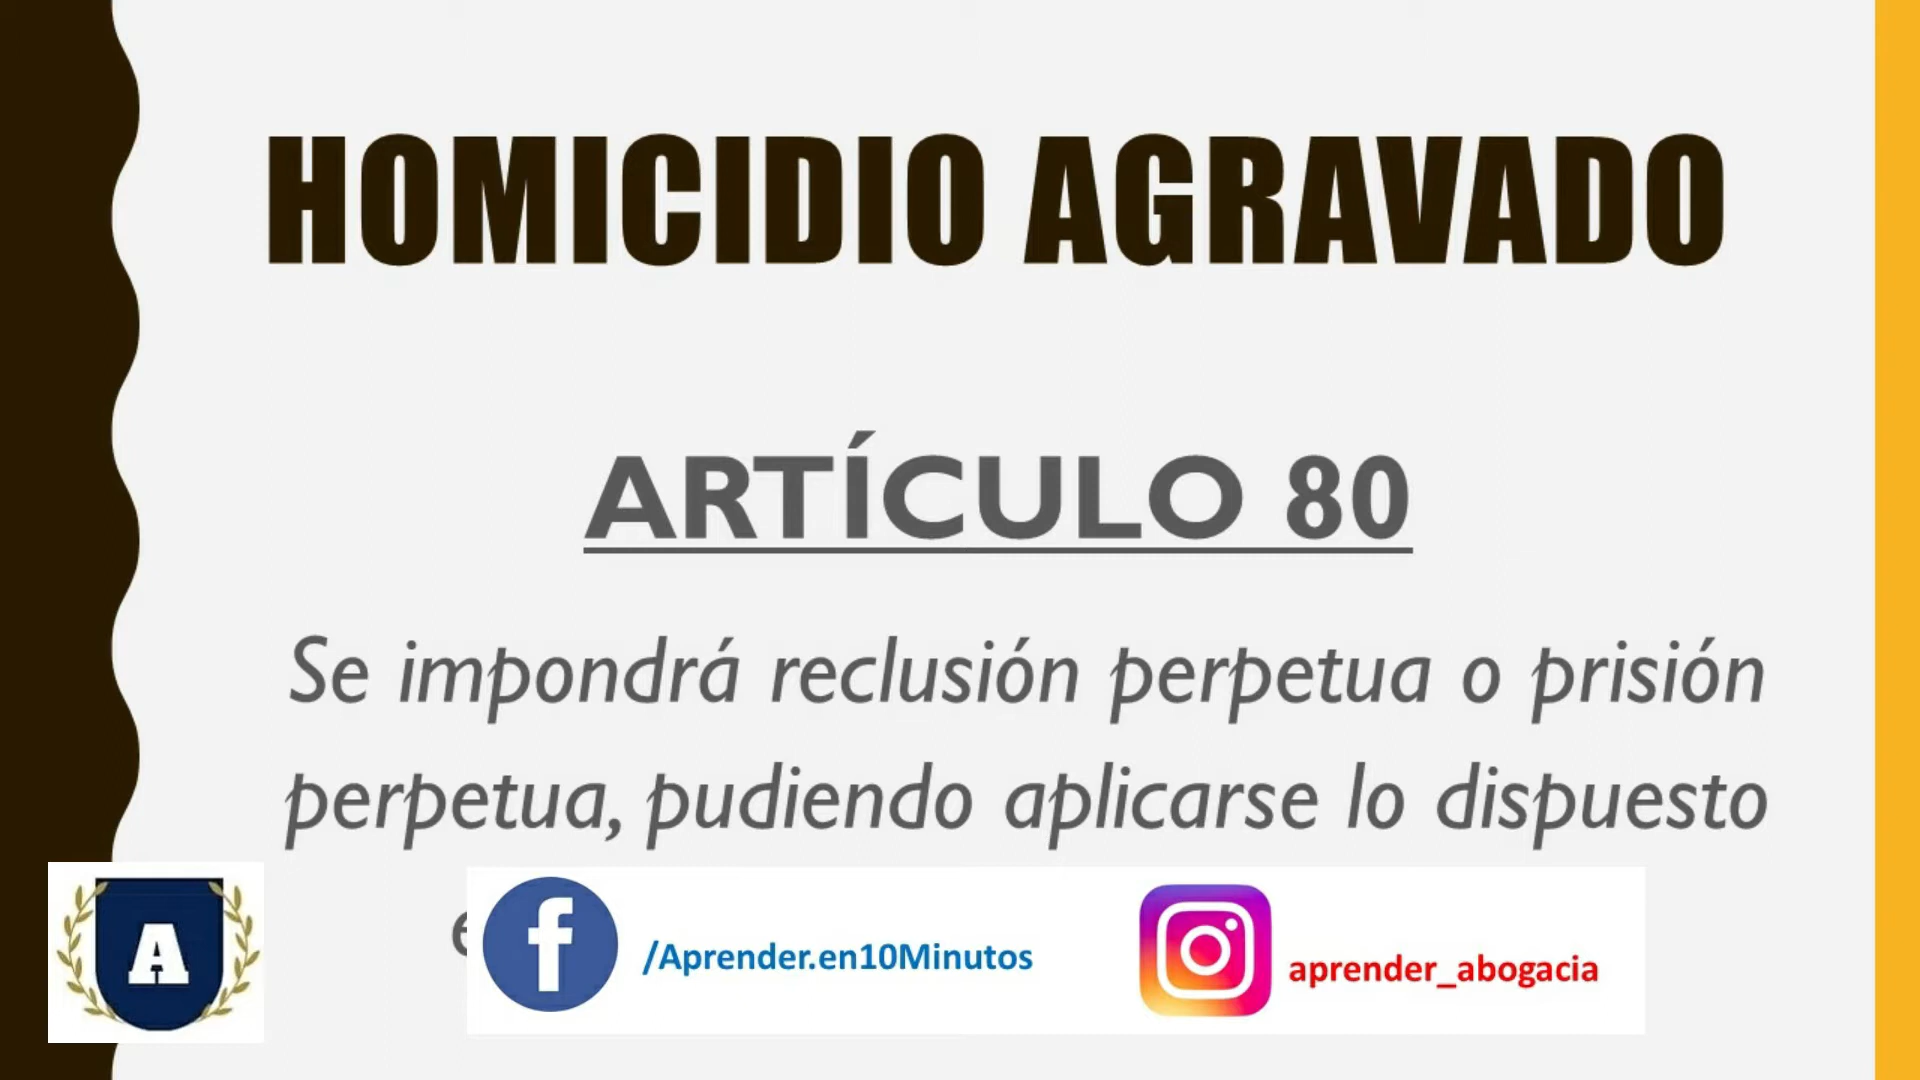 HOMICIDIO AGRAVADO
ARTÍCULO 80
Se impondrá reclusión perpetua o prisión
perpetua, pudiendo aplicarse lo dispuesto
A
/Aprender.en10Minutos
aprender_abogacia